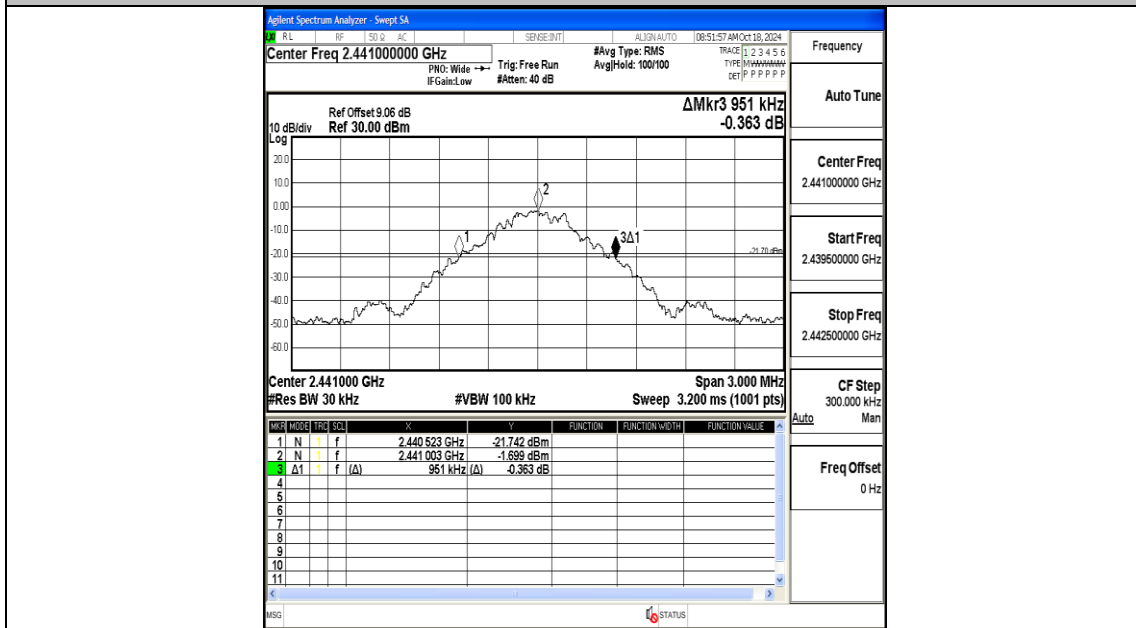 Agilent Spectrum Analyzer - Swept SA
RL RF 50 Ω AC SENSE:INT ALIGN AUTO 08:51:57 AM Oct 18, 2024
Center Freq 2.441000000 GHz
#Avg Type: RMS
TRACE 1 2 3 4 5 6
PNO: Wide Trig: Free Run Avg|Hold: 100/100
TYPE
IFGain:Low #Atten: 40 dB
DET P P P P P P
Frequency
Auto Tune
Center Freq
2.441000000 GHz
Start Freq
2.439500000 GHz
Stop Freq
2.442500000 GHz
CF Step
300.000 kHz
Auto Man
Freq Offset
0 Hz
ΔMkr3 951 kHz
-0.363 dB
Ref Offset 9.06 dB
10 dB/div Ref 30.00 dBm
Log
20.0
10.0
0.00
-10.0
-20.0
-30.0
-40.0
-50.0
-60.0
1
2
3Δ1
-21.70 dBm
Center 2.441000 GHz Span 3.000 MHz
#Res BW 30 kHz #VBW 100 kHz Sweep 3.200 ms (1001 pts)
MKR MODE TRC SCL X Y FUNCTION FUNCTION WIDTH FUNCTION VALUE
1 N 1 f 2.440 523 GHz -21.742 dBm
2 N 1 f 2.441 003 GHz -1.699 dBm
3 Δ1 1 f (Δ) 951 kHz (Δ) -0.363 dB
4
5
6
7
8
9
10
11
MSG STATUS